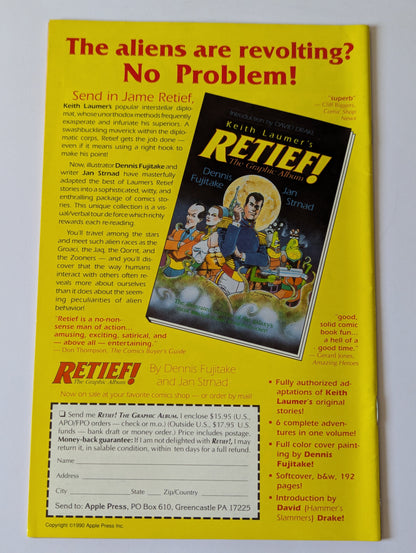 The aliens are revolting?
No Problem!
Send in Jame Retief,
Keith Laumer's popular interstellar diplo-
mat, whose unorthodox methods frequently
exasperate and infuriate his superiors. A
swashbuckling maverick within the diplo-
matic corps, Retief gets the job done —
even if it means using a right hook to
make his point!
Now, illustrator Dennis Fujitake and
writer Jan Strnad have masterfully
adapted the best of Laumer's Retief
stories into a sophisticated, witty, and
enthralling package of comics sto-
ries. This unique collection is a vis-
ual/verbal tour de force which richly
rewards each re-reading.
You'll travel among the stars
and meet such alien races as the
Groaci, the Jaq, the Qornt, and
the Zooners — and you'll dis-
cover that the way humans
interact with others often re-
veals more about ourselves
than it does about the seem-
ing peculiarities of alien
behavior!
"Retief is a no-non-
sense man of action...
amusing, exciting, satirical, and
— above all — entertaining."
— Don Thompson, The Comics Buyer's Guide
"superb"
— Cliff Biggers,
Comic Shop
News
Introduction by DAVID DRAKE
Keith Laumer's
RETIEF!
The Graphic Album
Dennis
Fujitake
Jan
Strnad
"good,
solid comic
book fun...
a hell of a
good time."
— Gerard Jones,
Amazing Heroes
RETIEF!
The Graphic Album
By Dennis Fujitake
and Jan Strnad
Now on sale at your favorite comics shop — or order by mail!
❑ Send me Retief! The Graphic Album. I enclose $15.95 (U.S.,
APO/FPO orders — check or m.o.) (Outside U.S., $17.95 U.S.
funds — bank draft or money order.) Price includes postage.
Money-back guarantee: If I am not delighted with Retief!, I may
return it, in salable condition, within ten days for a full refund.
Name
Address
City State Zip/Country
Send to: Apple Press, PO Box 610, Greencastle PA 17225
• Fully authorized ad-
aptations of Keith
Laumer's original
stories!
• 6 complete adven-
tures in one volume!
• Full color cover paint-
ing by Dennis
Fujitake!
• Softcover, b&w, 192
pages!
• Introduction by
David (Hammer's
Slammers) Drake!
Copyright ©1990 Apple Press Inc.